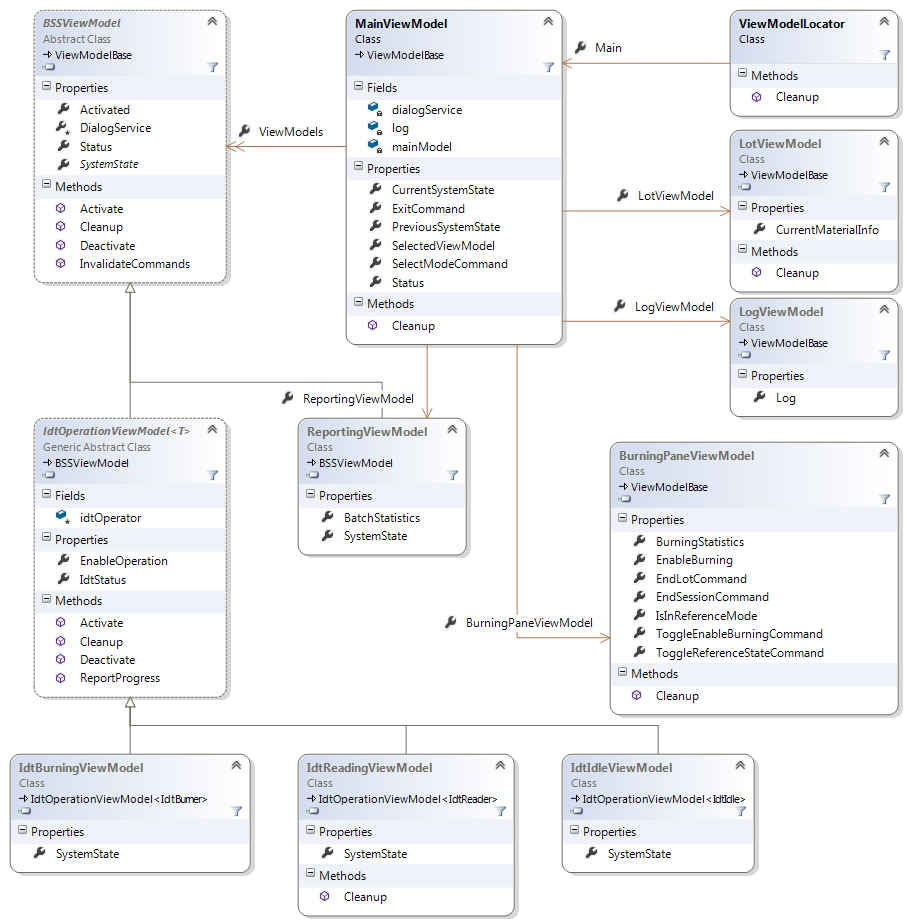 BSSViewModel
Abstract Class
ViewModelBase
Properties
Activated
DialogService
Status
SystemState
Methods
Activate
Cleanup
Deactivate
InvalidateCommands
ViewModels
MainViewModel
Class
ViewModelBase
Fields
dialogService
log
mainModel
Properties
CurrentSystemState
ExitCommand
PreviousSystemState
SelectedViewModel
SelectModeCommand
Status
Methods
Cleanup
Main
ViewModelLocator
Class
Methods
Cleanup
LotViewModel
LotViewModel
Class
ViewModelBase
Properties
CurrentMaterialInfo
Methods
Cleanup
LogViewModel
LogViewModel
Class
ViewModelBase
Properties
Log
IdtOperationViewModel<T>
Generic Abstract Class
BSSViewModel
Fields
idtOperator
Properties
EnableOperation
IdtStatus
Methods
Activate
Cleanup
Deactivate
ReportProgress
ReportingViewModel
ReportingViewModel
Class
BSSViewModel
Properties
BatchStatistics
SystemState
BurningPaneViewModel
BurningPaneViewModel
Class
ViewModelBase
Properties
BurningStatistics
EnableBurning
EndLotCommand
EndSessionCommand
IsInReferenceMode
ToggleEnableBurningCommand
ToggleReferenceStateCommand
Methods
Cleanup
IdtBurningViewModel
Class
IdtOperationViewModel<IdtBurner>
Properties
SystemState
IdtReadingViewModel
Class
IdtOperationViewModel<IdtReader>
Properties
SystemState
Methods
Cleanup
IdtIdleViewModel
Class
IdtOperationViewModel<IdtIdle>
Properties
SystemState